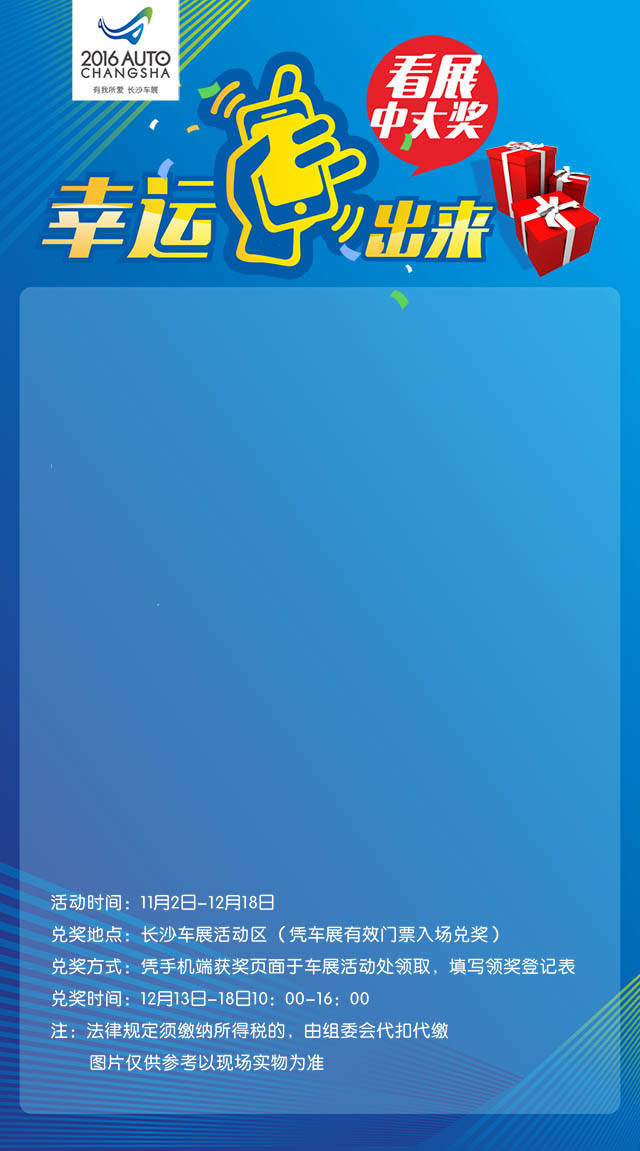 2016 AUTO
CHANGSHA
有我所爱 长沙车展
看展
中大奖
幸运
出来
活动时间：11月2日-12月18日
兑奖地点：长沙车展活动区（凭车展有效门票入场兑奖）
兑奖方式：凭手机端获奖页面于车展活动处领取，填写领奖登记表
兑奖时间：12月13日-18日10：00-16：00
注：法律规定须缴纳所得税的，由组委会代扣代缴
图片仅供参考以现场实物为准